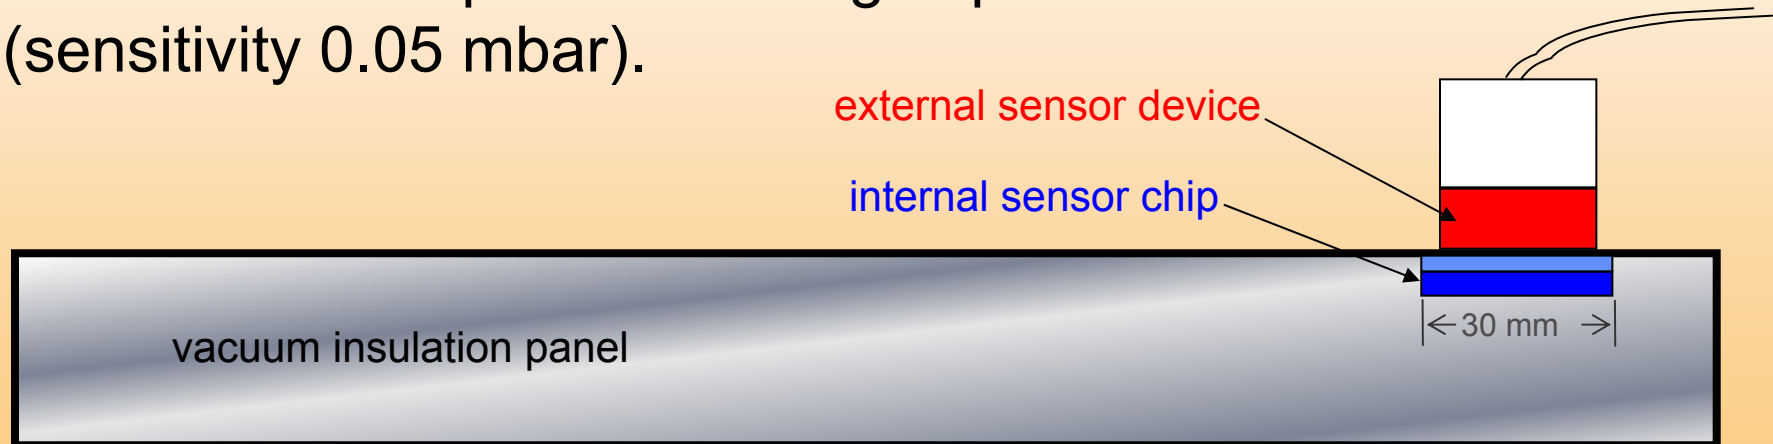 (sensitivity 0.05 mbar).
external sensor device
internal sensor chip
30 mm
vacuum insulation panel